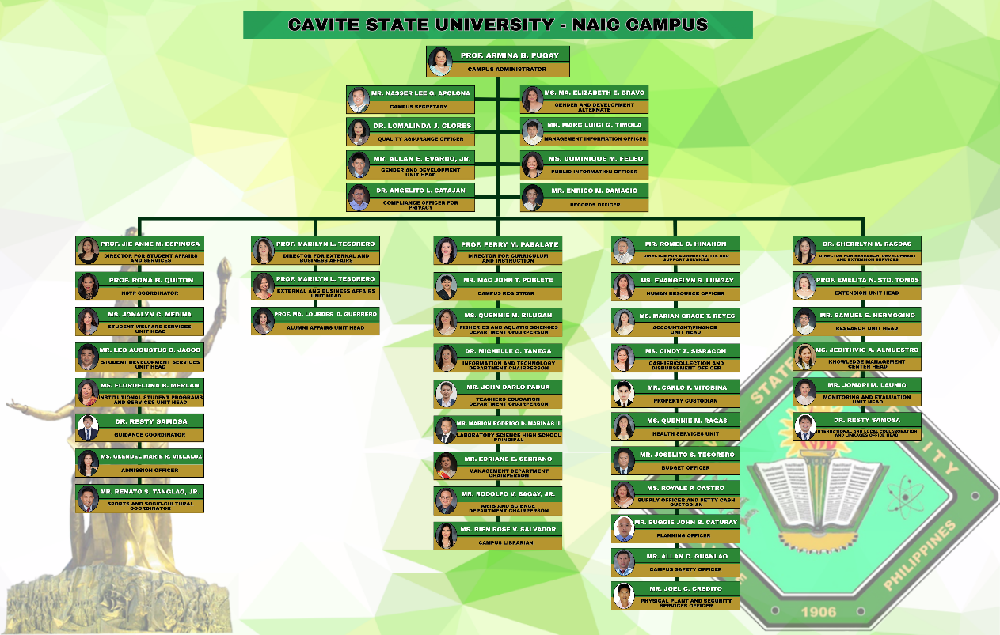 CAVITE STATE UNIVERSITY - NAIC CAMPUS
PROF. ARMINA B. PUGAY
CAMPUS ADMINISTRATOR
MR. NASSER LEE G. APOLONA
CAMPUS SECRETARY
MS. MA. ELIZABETH E. BRAVO
GENDER AND DEVELOPMENT
ALTERNATE
DR. LOMALINDA J. CLORES
QUALITY ASSURANCE OFFICER
MR. MARC LUIGI G. TIMOLA
MANAGEMENT INFORMATION OFFICER
MR. ALLAN E. EVARDO, JR.
GENDER AND DEVELOPMENT
UNIT HEAD
MS. DOMINIQUE M. FELEO
PUBLIC INFORMATION OFFICER
DR. ANGELITO L. CATAJAN
COMPLIANCE OFFICER FOR
PRIVACY
MR. ENRICO M. DAMACIO
RECORDS OFFICER
PROF. JIE ANNE M. ESPINOSA
DIRECTOR FOR STUDENT AFFAIRS
AND SERVICES
PROF. RONA B. QUITON
NSTP COORDINATOR
MS. JONALYN C. MEDINA
STUDENT WELFARE SERVICES
UNIT HEAD
MR. LEO AUGUSTUS B. JACOB
STUDENT DEVELOPMENT SERVICES
UNIT HEAD
MS. FLORDELUNA B. MERLAN
INSTITUTIONAL STUDENT PROGRAMS
AND SERVICES UNIT HEAD
DR. RESTY SAMOSA
GUIDANCE COORDINATOR
MS. GLENDEL MARIE R. VILLALUZ
ADMISSION OFFICER
MR. RENATO S. TANGLAO, JR.
SPORTS AND SOCIO-CULTURAL
COORDINATOR
PROF. MARILYN L. TESORERO
DIRECTOR FOR EXTERNAL AND
BUSINESS AFFAIRS
PROF. MARILYN L. TESORERO
EXTERNAL ANG BUSINESS AFFAIRS
UNIT HEAD
PROF. MA. LOURDES D. GUERRERO
ALUMNI AFFAIRS UNIT HEAD
PROF. FERRY M. PABALATE
DIRECTOR FOR CURRICULUM
AND INSTRUCTION
MR. MAC JOHN T. POBLETE
CAMPUS REGISTRAR
MS. QUENNIE M. BILUGAN
FISHERIES AND AQUATIC SCIENCES
DEPARTMENT CHAIRPERSON
DR. MICHELLE C. TANEGA
INFORMATION AND TECHNOLOGY
DEPARTMENT CHAIRPERSON
MR. JOHN CARLO PADUA
TEACHERS EDUCATION
DEPARTMENT CHAIRPERSON
MR. MARION RODRIGO D. MARIÑAS III
LABORATORY SCIENCE HIGH SCHOOL
PRINCIPAL
MR. EDRIANE E. SERRANO
MANAGEMENT DEPARTMENT
CHAIRPERSON
MR. RODOLFO V. BAGAY, JR.
ARTS AND SCIENCE
DEPARTMENT CHAIRPERSON
MS. RIEN ROSE V. SALVADOR
CAMPUS LIBRARIAN
MR. ROMEL C. HINAHON
DIRECTOR FOR ADMINISTRATIVE AND
SUPPORT SERVICES
MS. EVANGELYN S. LUNGAY
HUMAN RESOURCE OFFICER
MS. MARIAN GRACE T. REYES
ACCOUNTANT/FINANCE
UNIT HEAD
MS. CINDY Z. SISRACON
CASHIER/COLLECTION AND
DISBURSEMENT OFFICER
MR. CARLO P. VITOBINA
PROPERTY CUSTODIAN
MS. QUENNIE M. RAGAS
HEALTH SERVICES UNIT
MR. JOSELITO S. TESORERO
BUDGET OFFICER
MS. ROYALE P. CASTRO
SUPPLY OFFICER AND PETTY CASH
CUSTODIAN
MR. BUGGIE JOHN B. CATURAY
PLANNING OFFICER
MR. ALLAN C. GUANLAO
CAMPUS SAFETY OFFICER
MR. JOEL C. CREDITO
PHYSICAL PLANT AND SECURITY
SERVICES OFFICER
DR. SHERRLYN M. RASDAS
DIRECTOR FOR RESEARCH, DEVELOPMENT
AND EXTENSION SERVICES
PROF. EMELITA N. STO. TOMAS
EXTENSION UNIT HEAD
MR. SAMUEL E. HERMOGINO
RESEARCH UNIT HEAD
MS. JEDITHVIC A. ALMUESTRO
KNOWLEDGE MANAGEMENT
CENTER HEAD
MR. JOMARI M. LAUNIO
MONITORING AND EVALUATION
UNIT HEAD
DR. RESTY SAMOSA
INTERNATIONAL AND LOCAL COLLABORATION
AND LINKAGES OFFICE HEAD
PHILIPPINES
1906